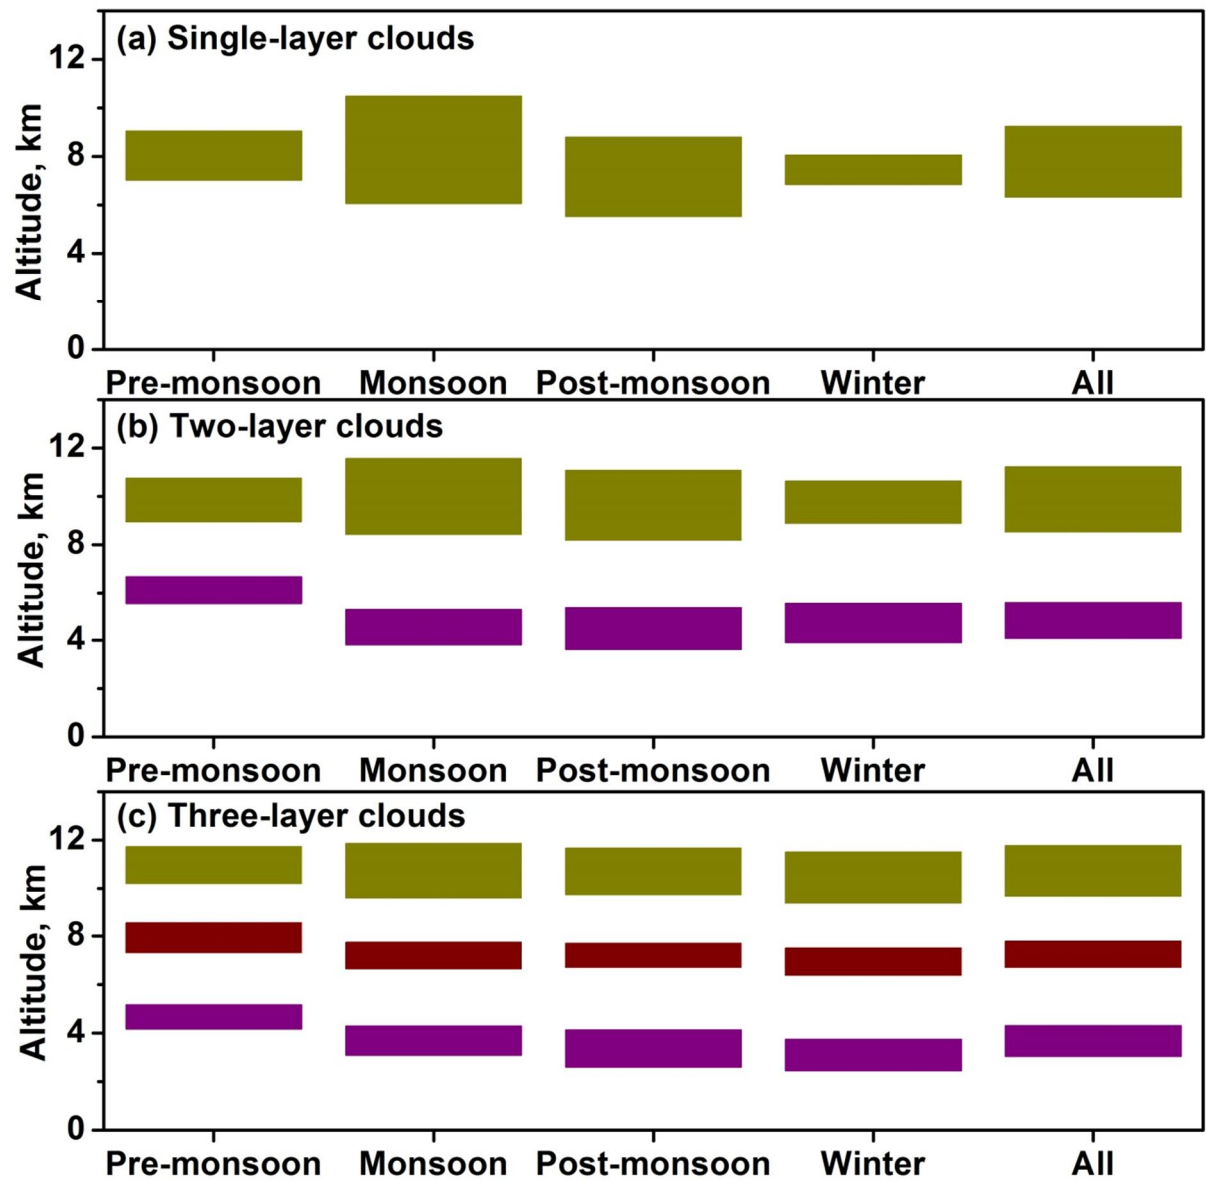 (a) Single-layer clouds
Altitude, km
12
8
4
0
Pre-monsoon Monsoon Post-monsoon Winter All
(b) Two-layer clouds
Altitude, km
12
8
4
0
Pre-monsoon Monsoon Post-monsoon Winter All
(c) Three-layer clouds
Altitude, km
12
8
4
0
Pre-monsoon Monsoon Post-monsoon Winter All